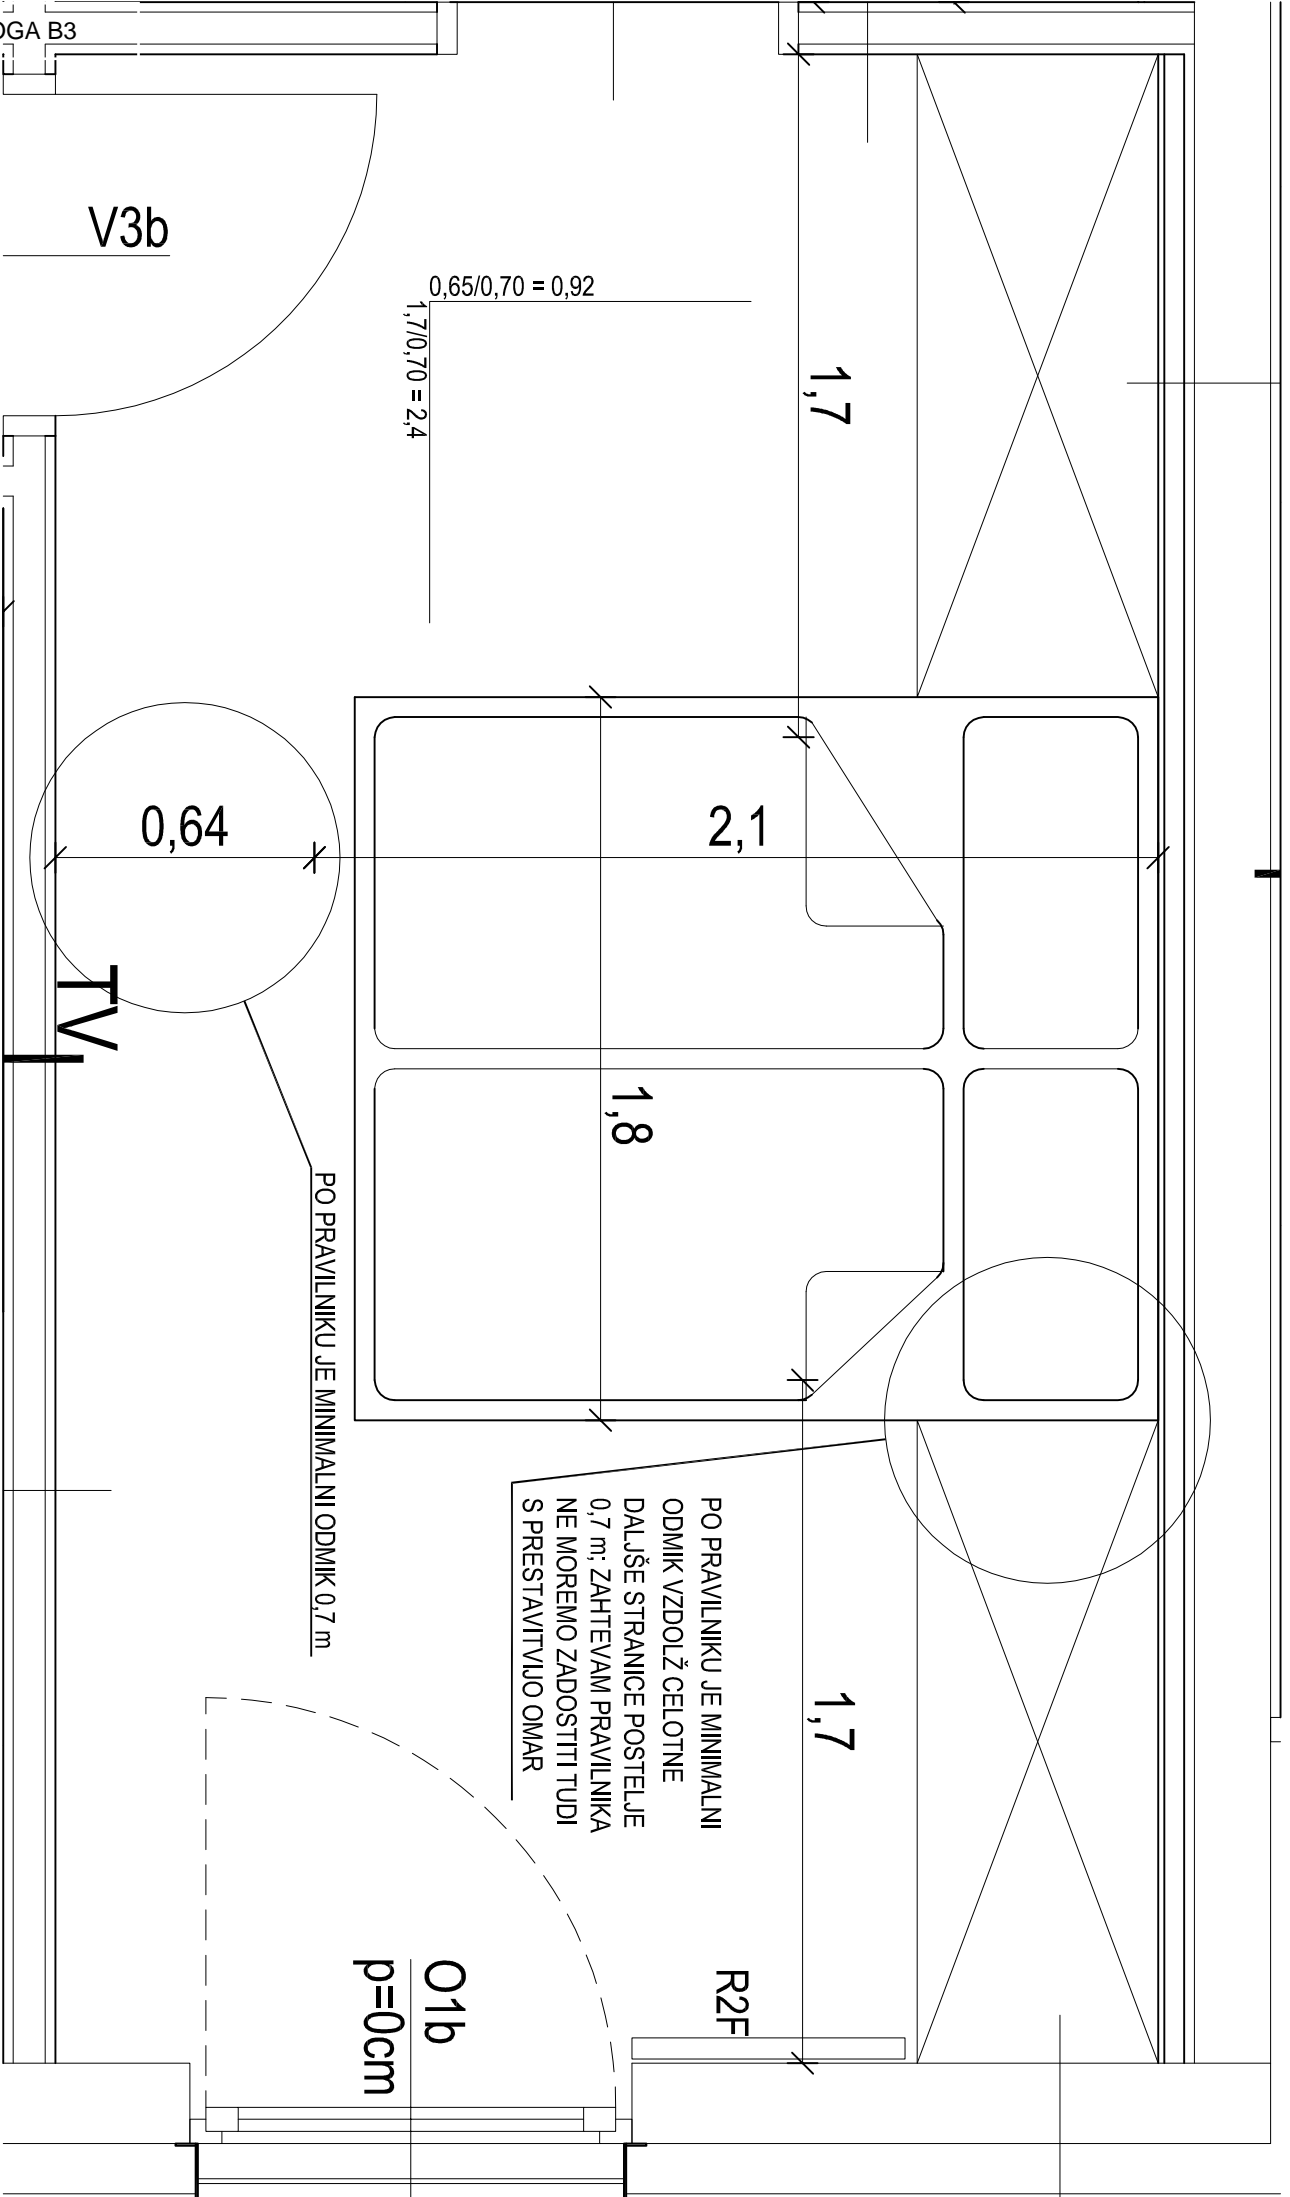 OGA B3
V3b
0,65/0,70 = 0,92
1,7/0,70 = 2,4
1,7
0,64
2,1
TV
1,8
PO PRAVILNIKU JE MINIMALNI ODMIK 0,7 m
PO PRAVILNIKU JE MINIMALNI
ODMIK VZDOLŽ CELOTNE
DALJŠE STRANICE POSTELJE
0,7 m; ZAHTEVAM PRAVILNIKA
NE MOREMO ZADOSTITI TUDI
S PRESTAVITVIJO OMAR
1,7
R2F
O1b
p=0cm